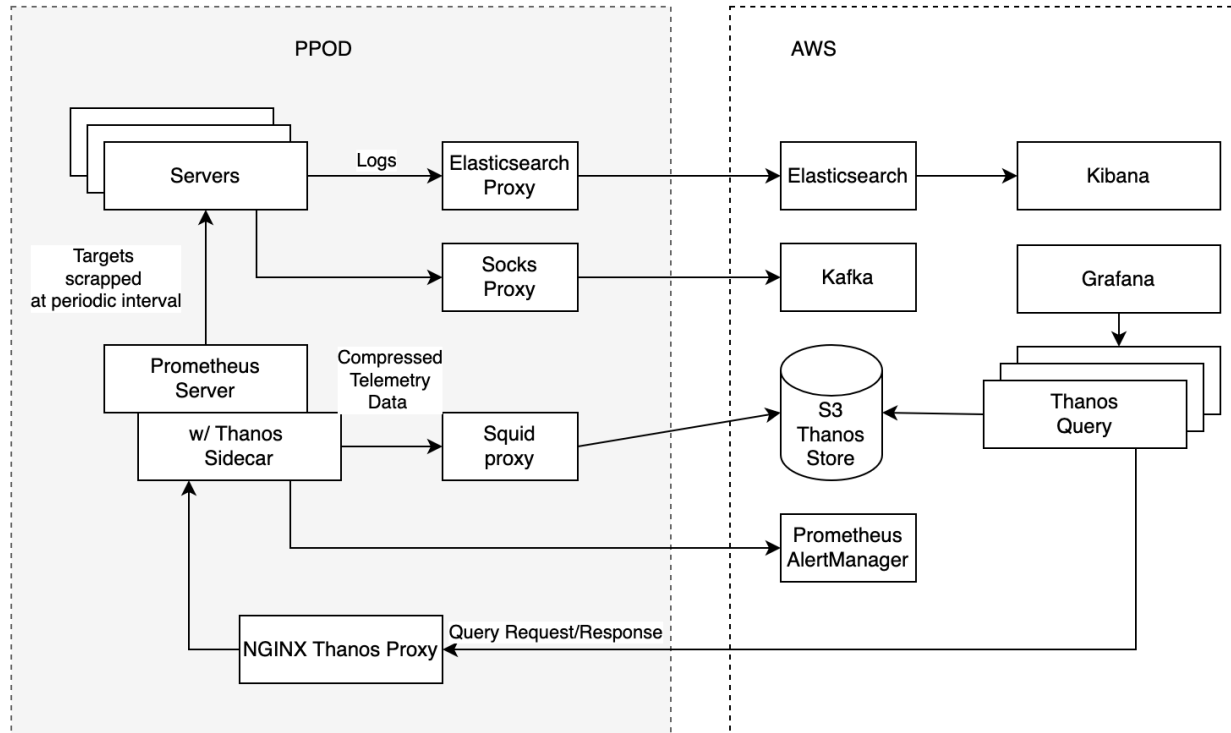 PPOD
AWS
Servers
Logs
Elasticsearch
Proxy
Elasticsearch
Kibana
Targets
scrapped
at periodic interval
Socks
Proxy
Kafka
Grafana
Prometheus
Server
w/ Thanos
Sidecar
Compressed
Telemetry
Data
Squid
proxy
S3
Thanos
Store
Thanos
Query
Prometheus
AlertManager
NGINX Thanos Proxy
Query Request/Response